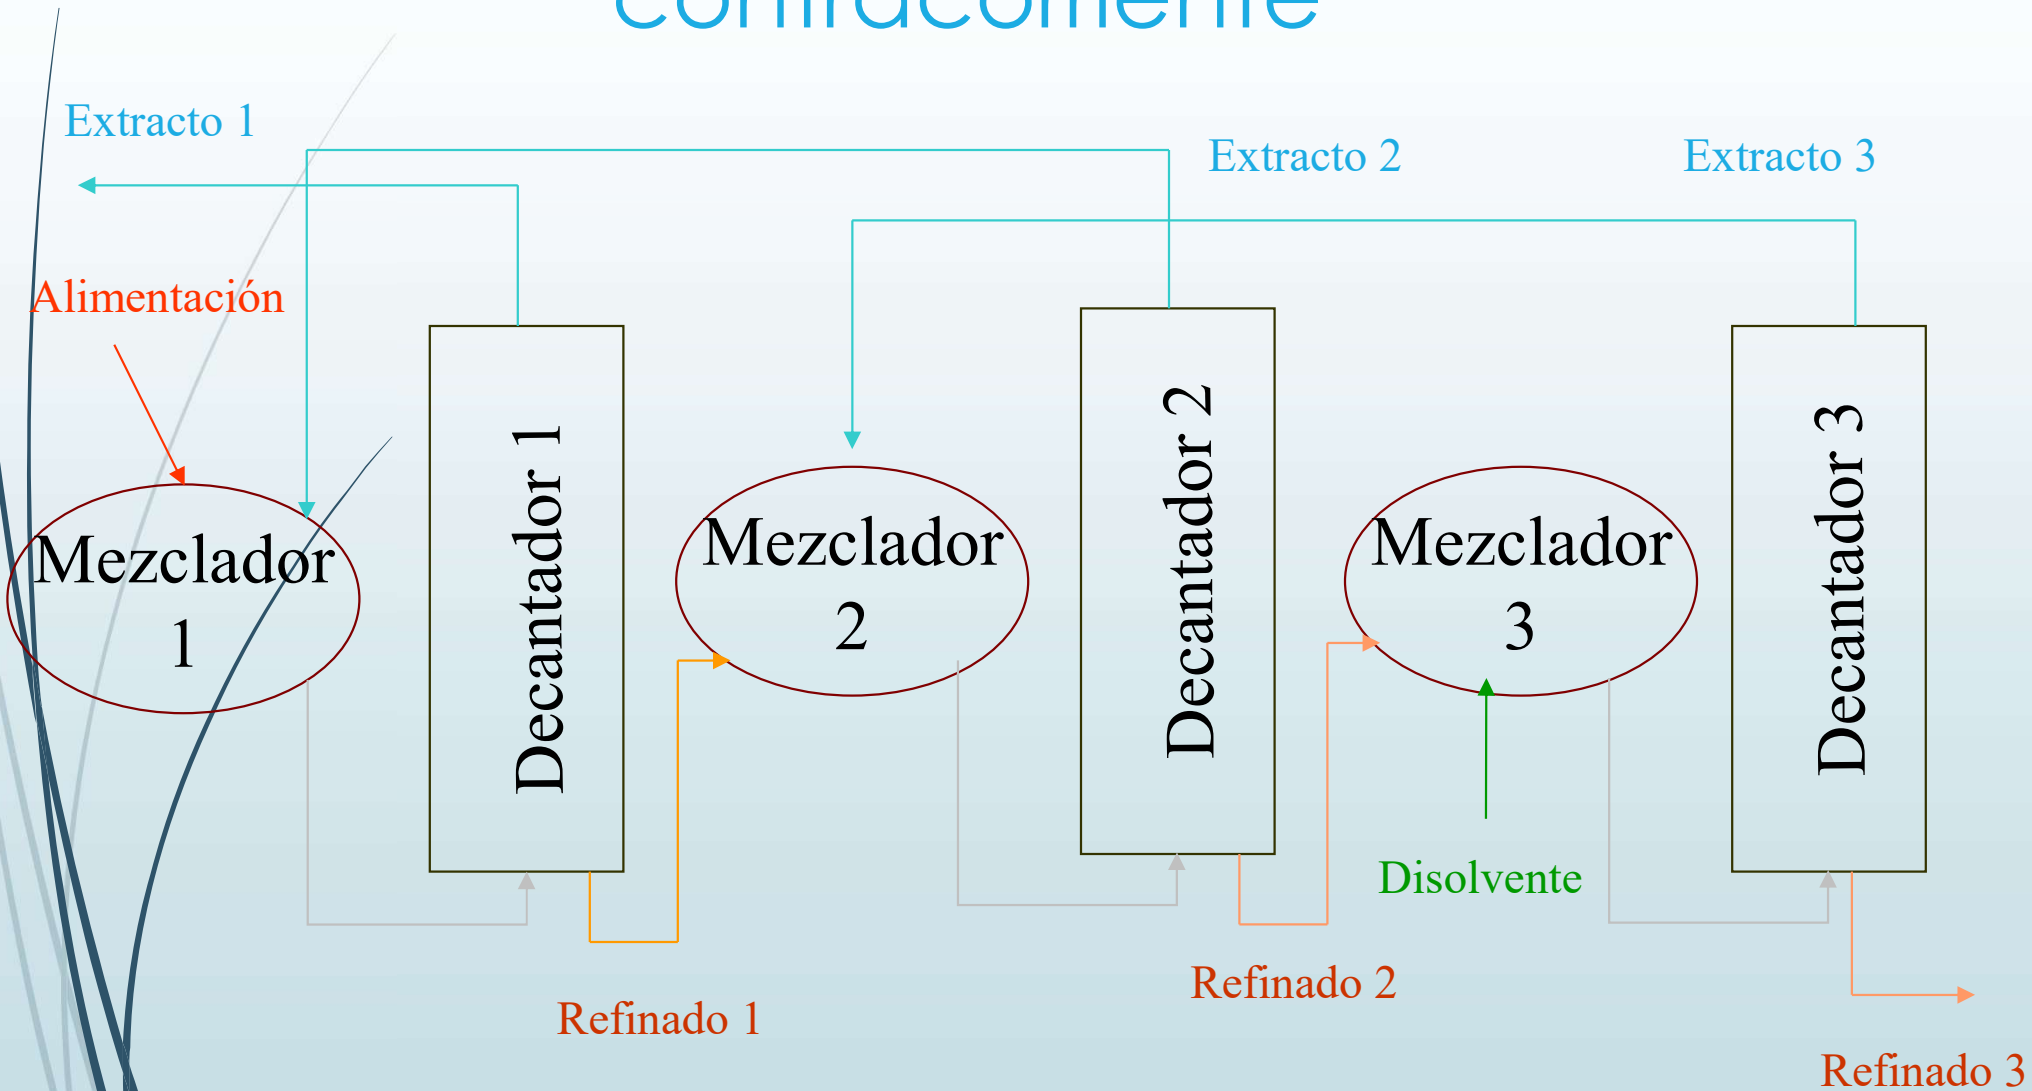 contracorriente
Extracto 1
Extracto 2
Extracto 3
Alimentación
Mezclador
1
Decantador 1
Mezclador
2
Decantador 2
Mezclador
3
Decantador 3
Disolvente
Refinado 1
Refinado 2
Refinado 3